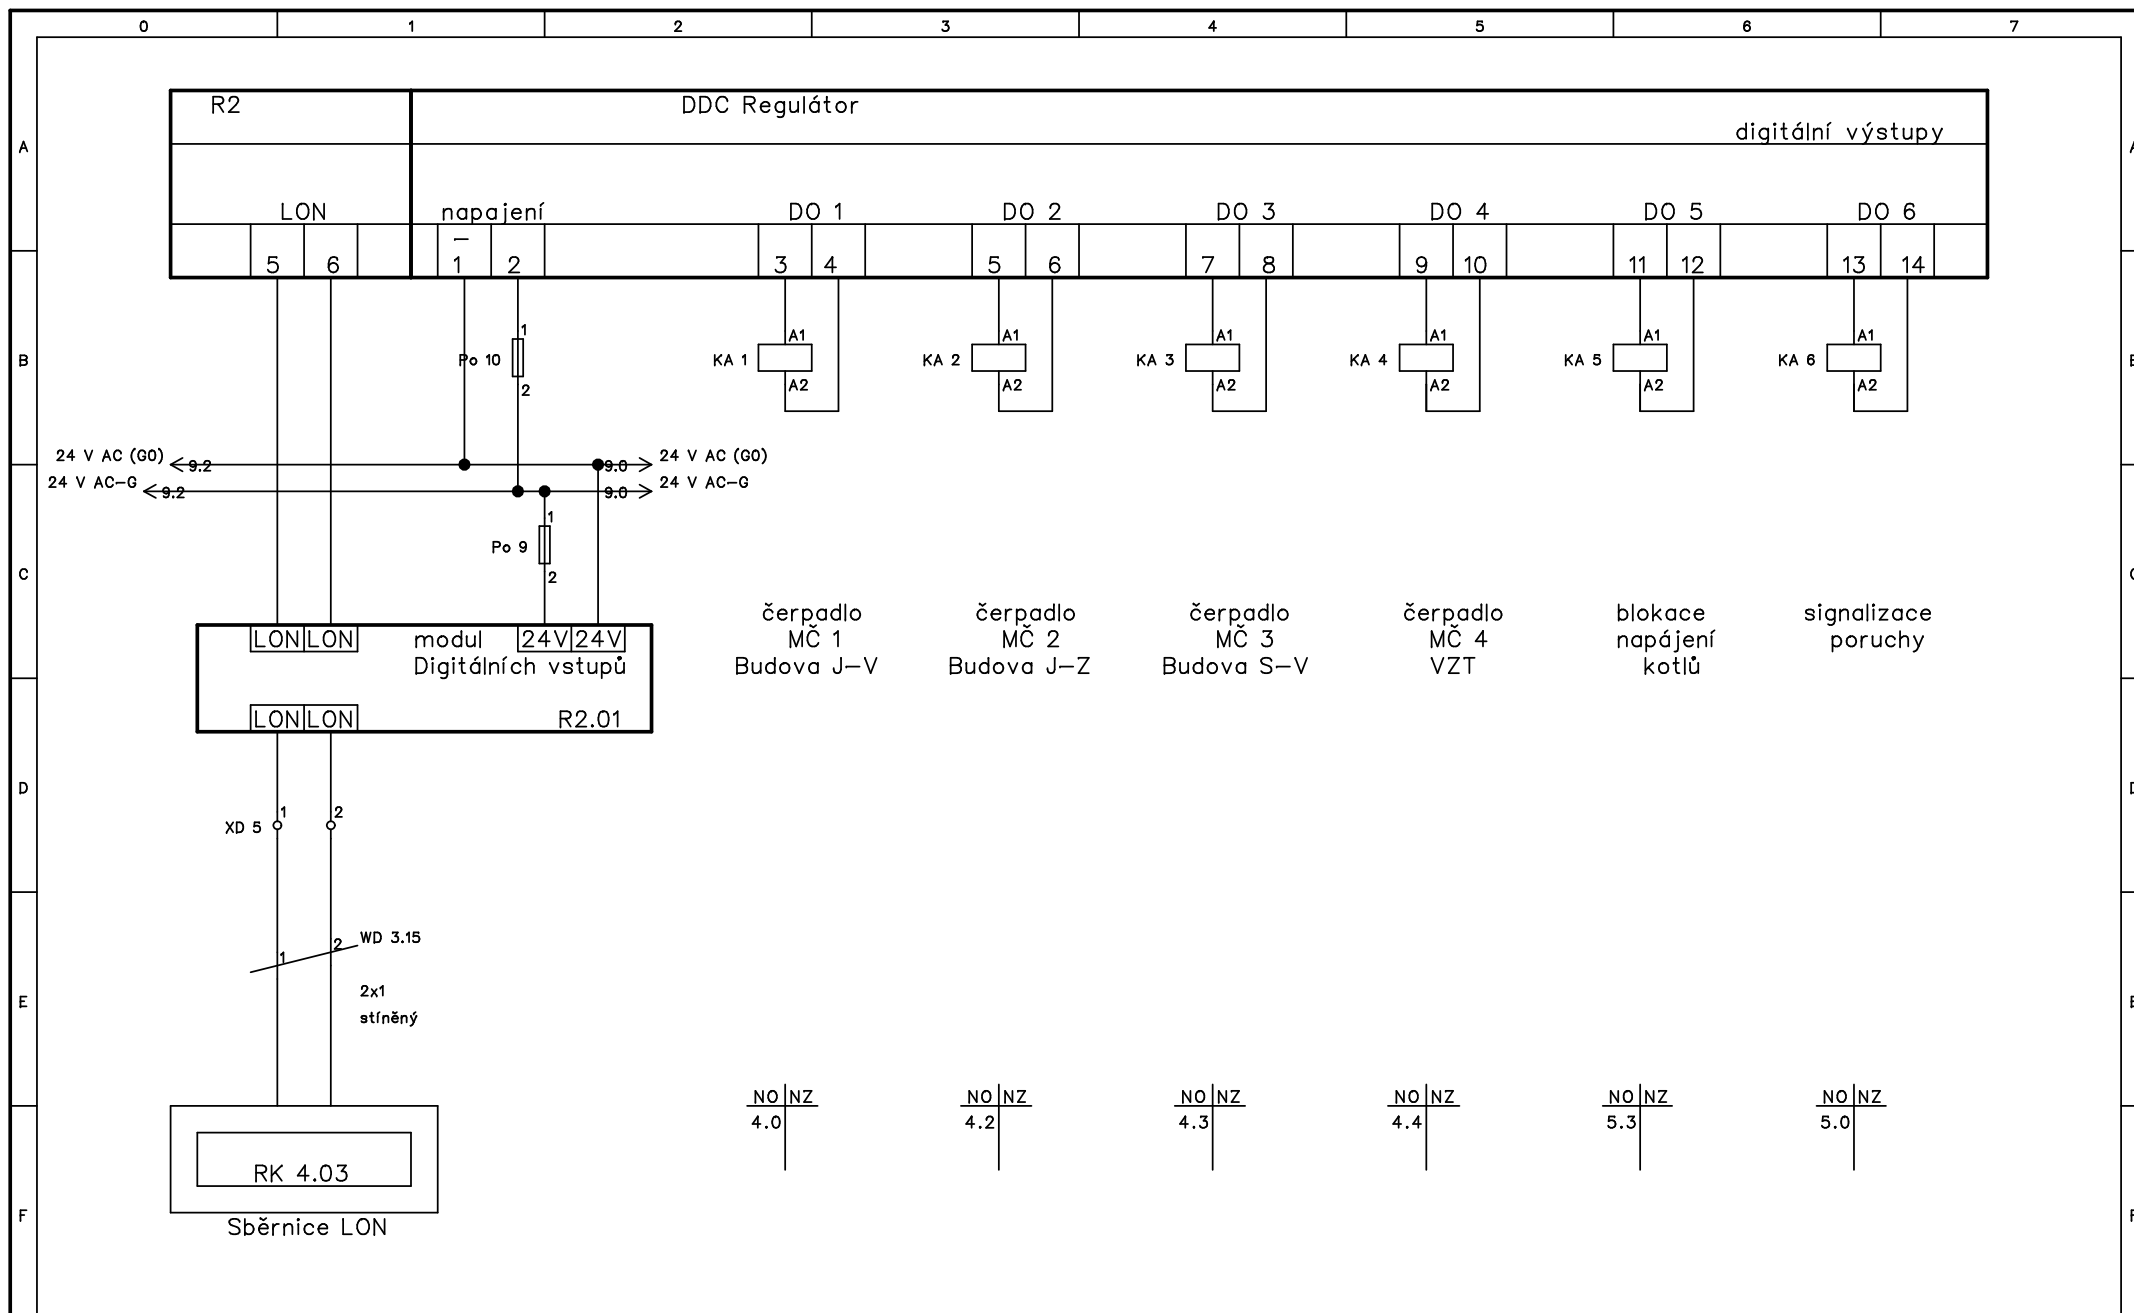 0 1 2 3 4 5 6 7
R2 DDC Regulátor
digitální výstupy
A
LON napajení DO 1 DO 2 DO 3 DO 4 DO 5 DO 6
–
5 6 1 2 3 4 5 6 7 8 9 10 11 12 13 14
1 A1 A1 A1 A1 A1 A1
B Po 10 KA 1 KA 2 KA 3 KA 4 KA 5 KA 6
2 A2 A2 A2 A2 A2 A2
24 V AC (G0) 9.2 9.0 24 V AC (G0)
24 V AC–G 9.2 9.0 24 V AC–G
1
Po 9
C 2
čerpadlo čerpadlo čerpadlo čerpadlo blokace signalizace
LON LON modul 24V 24V MČ 1 MČ 2 MČ 3 MČ 4 napájení poruchy
Digitálních vstupů Budova J–V Budova J–Z Budova S–V VZT kotlů
LON LON R2.01
D
1 2
XD 5
1 2 WD 3.15
2x1
E
stíněný
NO NZ NO NZ NO NZ NO NZ NO NZ NO NZ
4.0 4.2 4.3 4.4 5.3 5.0
RK 4.03
F
Sběrnice LON